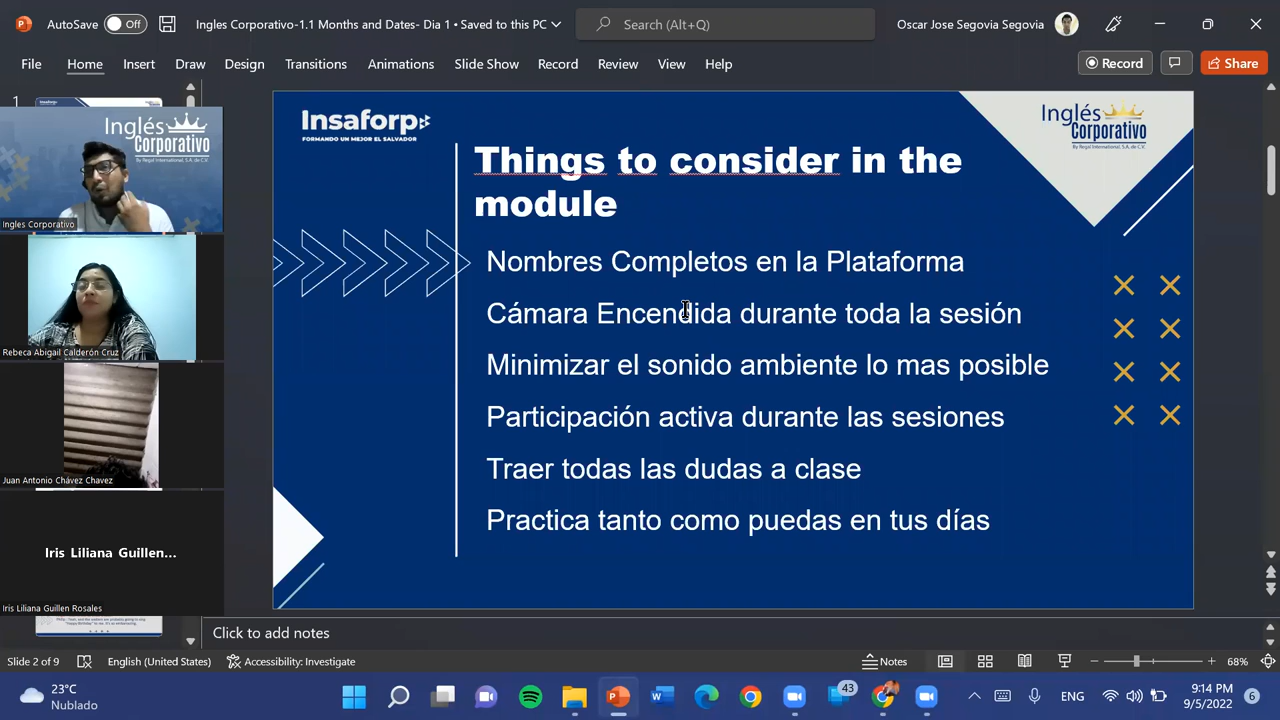 AutoSave Off Ingles Corporativo-1.1 Months and Dates- Dia 1 • Saved to this PC Search (Alt+Q) Oscar Jose Segovia Segovia
File Home Insert Draw Design Transitions Animations Slide Show Record Review View Help Record Share
1
Inglés
Corporativo
By Regal International, S.A. de C.V.
Ingles Corporativo
Rebeca Abigail Calderón Cruz
Juan Antonio Chávez Chavez
Iris Liliana Guillen...
Iris Liliana Guillen Rosales
Insaforp
FORMANDO UN MEJOR EL SALVADOR
Inglés
Corporativo
By Regal International, S.A. de C.V.
Things to consider in the
module
Nombres Completos en la Plataforma
Cámara Encendida durante toda la sesión
Minimizar el sonido ambiente lo mas posible
Participación activa durante las sesiones
Traer todas las dudas a clase
Practica tanto como puedas en tus días
Click to add notes
Slide 2 of 9 English (United States) Accessibility: Investigate Notes 68%
23°C
Nublado
43
ENG
9:14 PM
9/5/2022
6